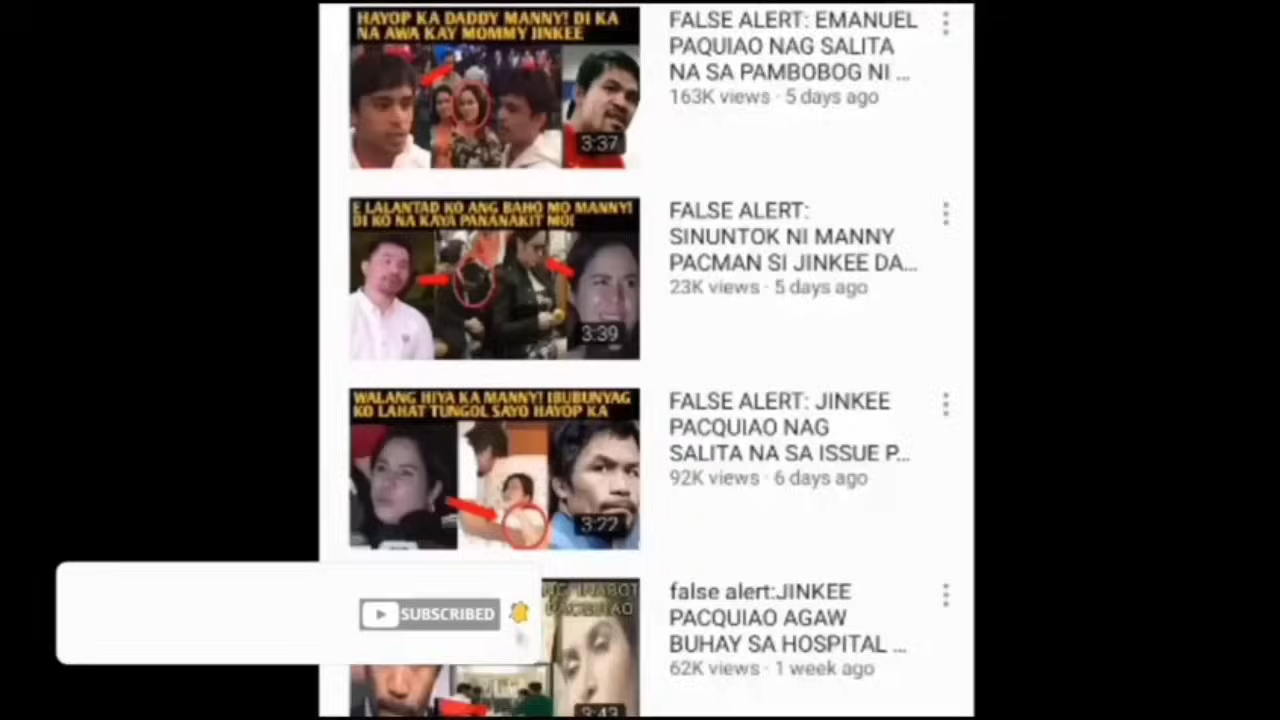 HAYOP KA DADDY MANNY! DI KA
NA AWA KAY MOMMY JINKEE
3:37
FALSE ALERT: EMANUEL
PAQUIAO NAG SALITA
NA SA PAMBOBOG NI ...
163K views · 5 days ago
E LALANTAD KO ANG BAHO MO MANNY!
DI KO NA KAYA PANANAKIT MO!
3:39
FALSE ALERT:
SINUNTOK NI MANNY
PACMAN SI JINKEE DA...
23K views · 5 days ago
WALANG HIYA KA MANNY! IBUBUNYAG
KO LAHAT TUNGOL SAYO HAYOP KA
3:22
FALSE ALERT: JINKEE
PACQUIAO NAG
SALITA NA SA ISSUE P...
92K views · 6 days ago
SUBSCRIBED
PACQUIAO
3:43
false alert:JINKEE
PACQUIAO AGAW
BUHAY SA HOSPITAL ...
62K views · 1 week ago